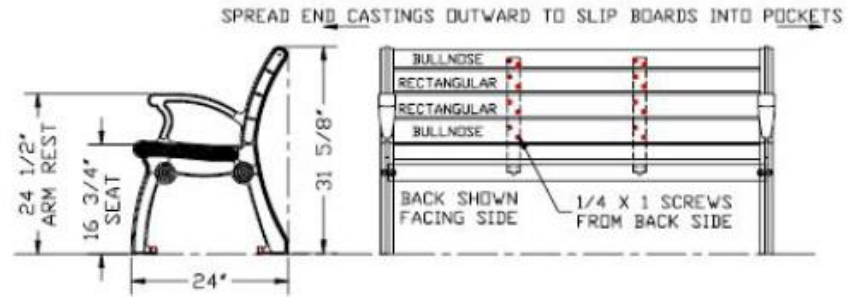 SPREAD END CASTINGS OUTWARD TO SLIP BOARDS INTO POCKETS
24 1/2"
ARM REST
16 3/4"
SEAT
31 5/8"
24"
BULLNOSE
RECTANGULAR
RECTANGULAR
BULLNOSE
BACK SHOWN
FACING SIDE
1/4 X 1 SCREWS
FROM BACK SIDE